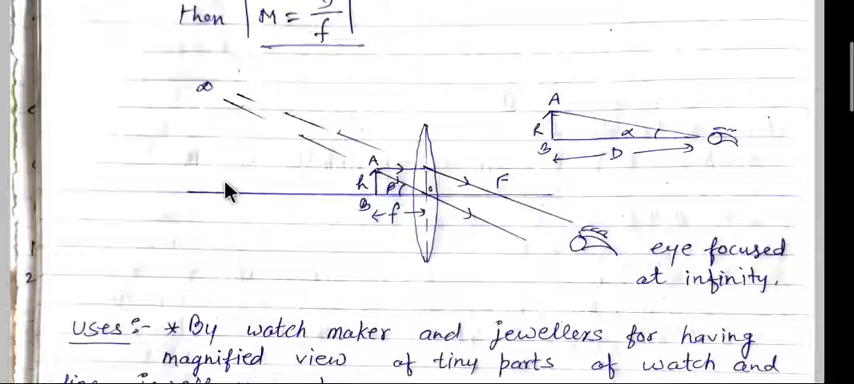 then M = D/f
∞
A
h
B
α
D
A
h
B
β
f
F
eye focused
at infinity.
2
Uses :- * By watch maker and jewellers for having
magnified view of tiny parts of watch and